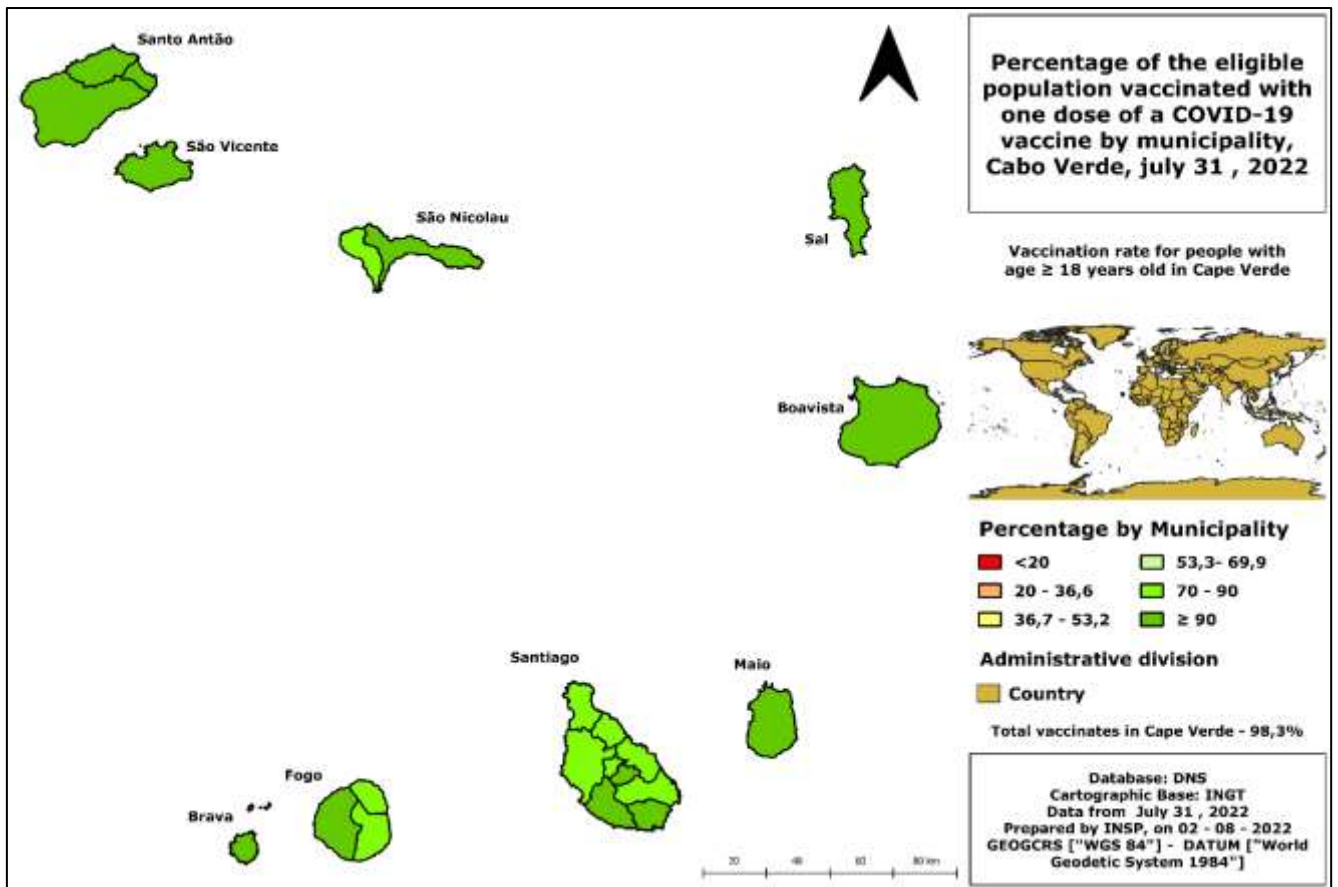 Santo Antão
São Vicente
São Nicolau
Sal
Boavista
Santiago
Maio
Fogo
Brava
20 40 60 80 km
Percentage of the eligible
population vaccinated with
one dose of a COVID-19
vaccine by municipality,
Cabo Verde, july 31 , 2022
Vaccination rate for people with
age ≥ 18 years old in Cape Verde
Percentage by Municipality
<20
20 - 36,6
36,7 - 53,2
53,3- 69,9
70 - 90
≥ 90
Administrative division
Country
Total vaccinates in Cape Verde - 98,3%
Database: DNS
Cartographic Base: INGT
Data from July 31 , 2022
Prepared by INSP, on 02 - 08 - 2022
GEOGCRS ["WGS 84"] - DATUM ["World
Geodetic System 1984"]